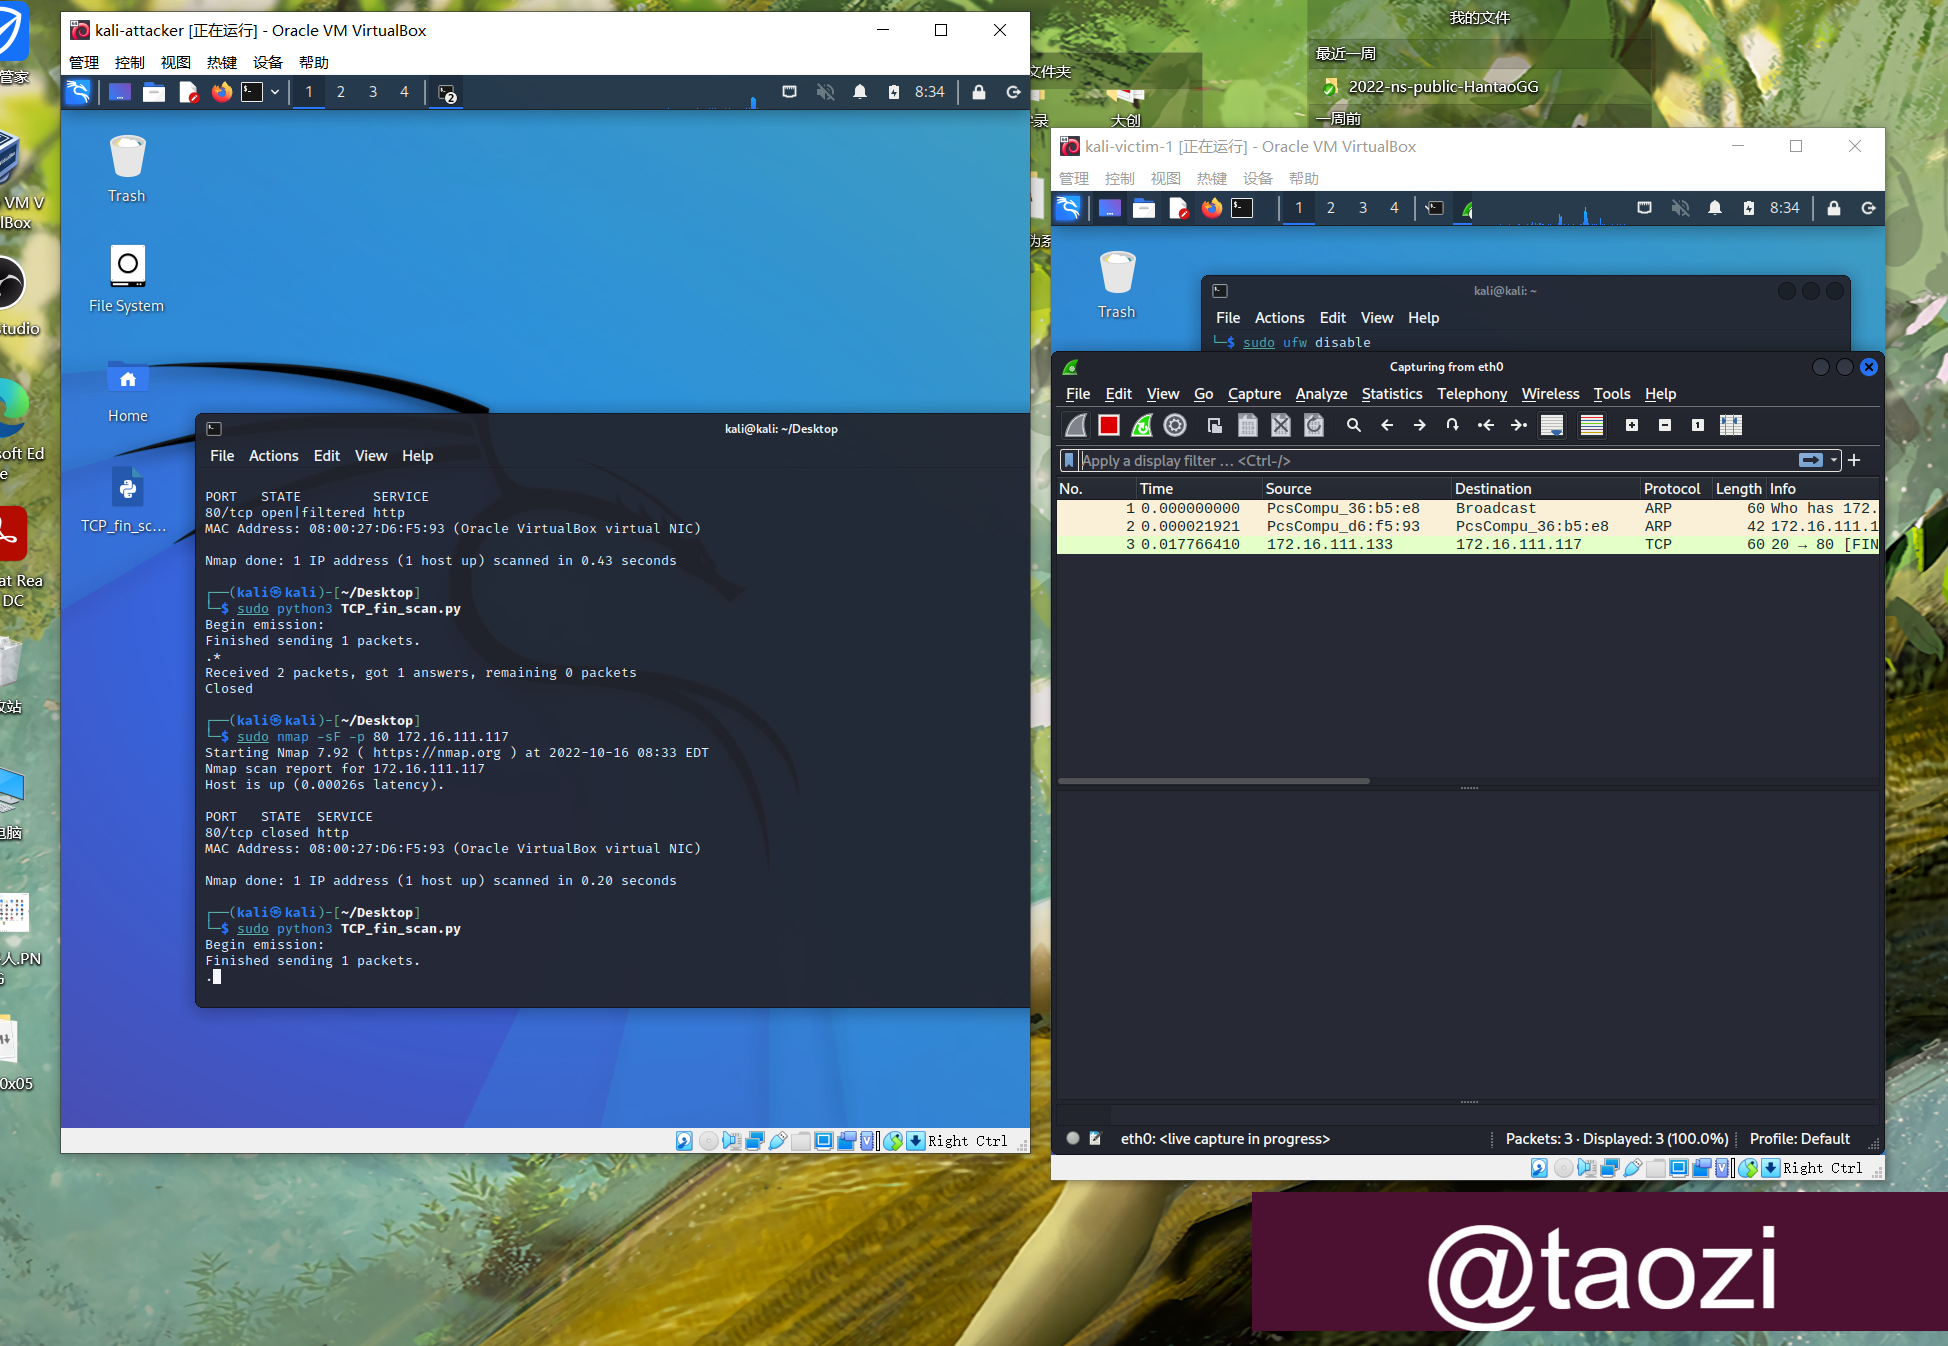 管家
VM V
lBox
studio
soft Ed
e
at Rea
DC
收站
电脑
人.PN
G
0x05
kali-attacker [正在运行] - Oracle VM VirtualBox
管理 控制 视图 热键 设备 帮助
1 2 3 4 2 8:34
Trash
File System
Home
TCP_fin_sc...
kali@kali: ~/Desktop
File Actions Edit View Help
PORT   STATE         SERVICE
80/tcp open|filtered http
MAC Address: 08:00:27:D6:F5:93 (Oracle VirtualBox virtual NIC)
Nmap done: 1 IP address (1 host up) scanned in 0.43 seconds
┌──(kali㉿kali)-[~/Desktop]
└─$ sudo python3 TCP_fin_scan.py
Begin emission:
Finished sending 1 packets.
.*
Received 2 packets, got 1 answers, remaining 0 packets
Closed
┌──(kali㉿kali)-[~/Desktop]
└─$ sudo nmap -sF -p 80 172.16.111.117
Starting Nmap 7.92 ( https://nmap.org ) at 2022-10-16 08:33 EDT
Nmap scan report for 172.16.111.117
Host is up (0.00026s latency).
PORT   STATE  SERVICE
80/tcp closed http
MAC Address: 08:00:27:D6:F5:93 (Oracle VirtualBox virtual NIC)
Nmap done: 1 IP address (1 host up) scanned in 0.20 seconds
┌──(kali㉿kali)-[~/Desktop]
└─$ sudo python3 TCP_fin_scan.py
Begin emission:
Finished sending 1 packets.
.
Right Ctrl
我的文件
最近一周
2022-ns-public-HantaoGG
一周前
文件夹
录
大创
为系
kali-victim-1 [正在运行] - Oracle VM VirtualBox
管理 控制 视图 热键 设备 帮助
1 2 3 4 8:34
Trash
kali@kali: ~
File Actions Edit View Help
└─$ sudo ufw disable
Capturing from eth0
File Edit View Go Capture Analyze Statistics Telephony Wireless Tools Help
Apply a display filter … <Ctrl-/>
No. Time Source Destination Protocol Length Info
1 0.000000000 PcsCompu_36:b5:e8 Broadcast ARP 60 Who has 172.
2 0.000021921 PcsCompu_d6:f5:93 PcsCompu_36:b5:e8 ARP 42 172.16.111.1
3 0.017766410 172.16.111.133 172.16.111.117 TCP 60 20 → 80 [FIN
eth0: <live capture in progress> Packets: 3 · Displayed: 3 (100.0%) Profile: Default
Right Ctrl
@taozi